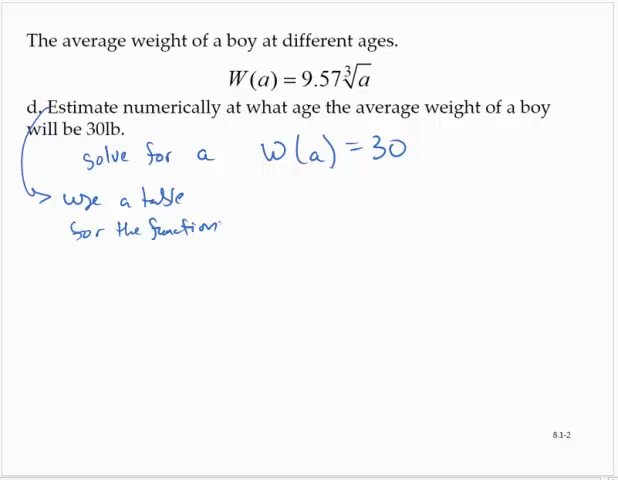 The average weight of a boy at different ages.
W(a) = 9.57∛a
d. Estimate numerically at what age the average weight of a boy
will be 30lb.
solve for a W(a) = 30
use a table
for the function
8.1-2